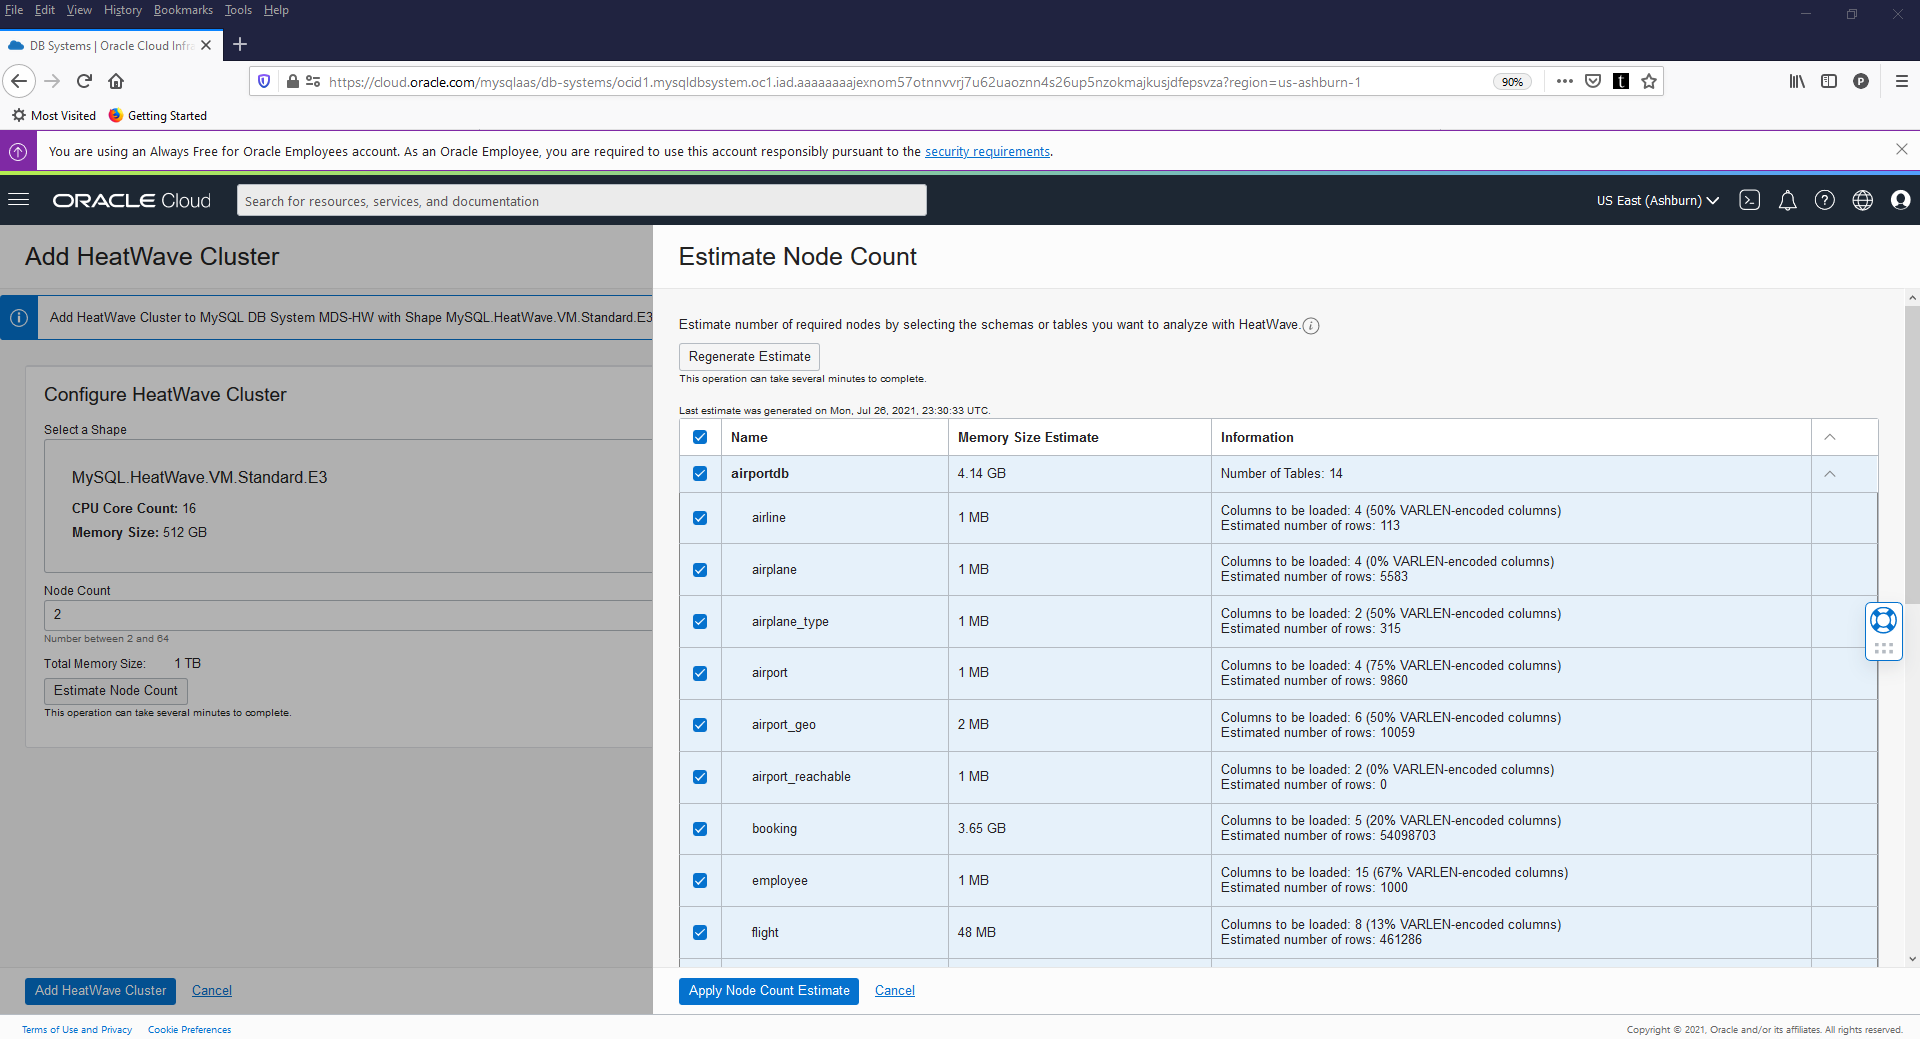 File Edit View History Bookmarks Tools Help
DB Systems | Oracle Cloud Infra
https://cloud.oracle.com/mysqlaas/db-systems/ocid1.mysqldbsystem.oc1.iad.aaaaaaaajexnom57otnnvvrj7u62uaoznn4s26up5nzokmajkusjdfepsvza?region=us-ashburn-1 90% t P
Most Visited Getting Started
You are using an Always Free for Oracle Employees account. As an Oracle Employee, you are required to use this account responsibly pursuant to the security requirements.
ORACLE Cloud Search for resources, services, and documentation US East (Ashburn)
Add HeatWave Cluster
Add HeatWave Cluster to MySQL DB System MDS-HW with Shape MySQL.HeatWave.VM.Standard.E3
Configure HeatWave Cluster
Select a Shape
MySQL.HeatWave.VM.Standard.E3
CPU Core Count: 16
Memory Size: 512 GB
Node Count
2
Number between 2 and 64
Total Memory Size: 1 TB
Estimate Node Count
This operation can take several minutes to complete.
Add HeatWave Cluster Cancel
Estimate Node Count
Estimate number of required nodes by selecting the schemas or tables you want to analyze with HeatWave.
Regenerate Estimate
This operation can take several minutes to complete.
Last estimate was generated on Mon, Jul 26, 2021, 23:30:33 UTC.
Name Memory Size Estimate Information
airportdb 4.14 GB Number of Tables: 14
airline 1 MB Columns to be loaded: 4 (50% VARLEN-encoded columns)
Estimated number of rows: 113
airplane 1 MB Columns to be loaded: 4 (0% VARLEN-encoded columns)
Estimated number of rows: 5583
airplane_type 1 MB Columns to be loaded: 2 (50% VARLEN-encoded columns)
Estimated number of rows: 315
airport 1 MB Columns to be loaded: 4 (75% VARLEN-encoded columns)
Estimated number of rows: 9860
airport_geo 2 MB Columns to be loaded: 6 (50% VARLEN-encoded columns)
Estimated number of rows: 10059
airport_reachable 1 MB Columns to be loaded: 2 (0% VARLEN-encoded columns)
Estimated number of rows: 0
booking 3.65 GB Columns to be loaded: 5 (20% VARLEN-encoded columns)
Estimated number of rows: 54098703
employee 1 MB Columns to be loaded: 15 (67% VARLEN-encoded columns)
Estimated number of rows: 1000
flight 48 MB Columns to be loaded: 8 (13% VARLEN-encoded columns)
Estimated number of rows: 461286
Apply Node Count Estimate Cancel
Terms of Use and Privacy Cookie Preferences Copyright © 2021, Oracle and/or its affiliates. All rights reserved.